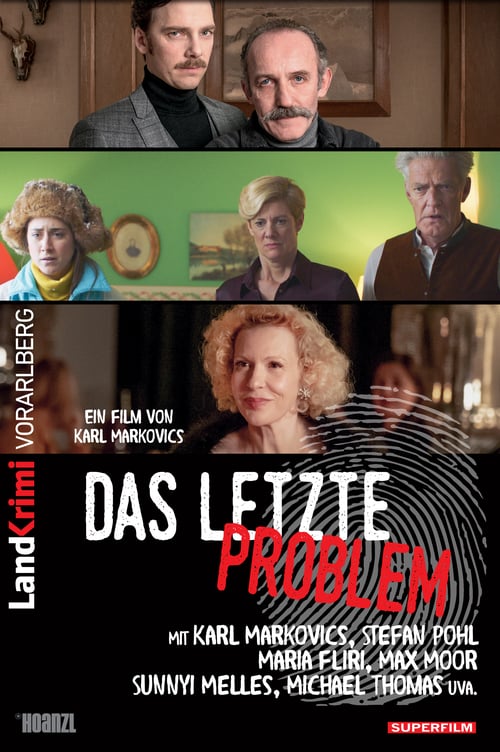 LandKrimi VORARLBERG
EIN FILM VON
KARL MARKOVICS
DAS LETZTE
PROBLEM
MIT KARL MARKOVICS, STEFAN POHL
MARIA FLIRI, MAX MOOR
SUNNYI MELLES, MICHAEL THOMAS UVA.
HOANZL
SUPERFILM